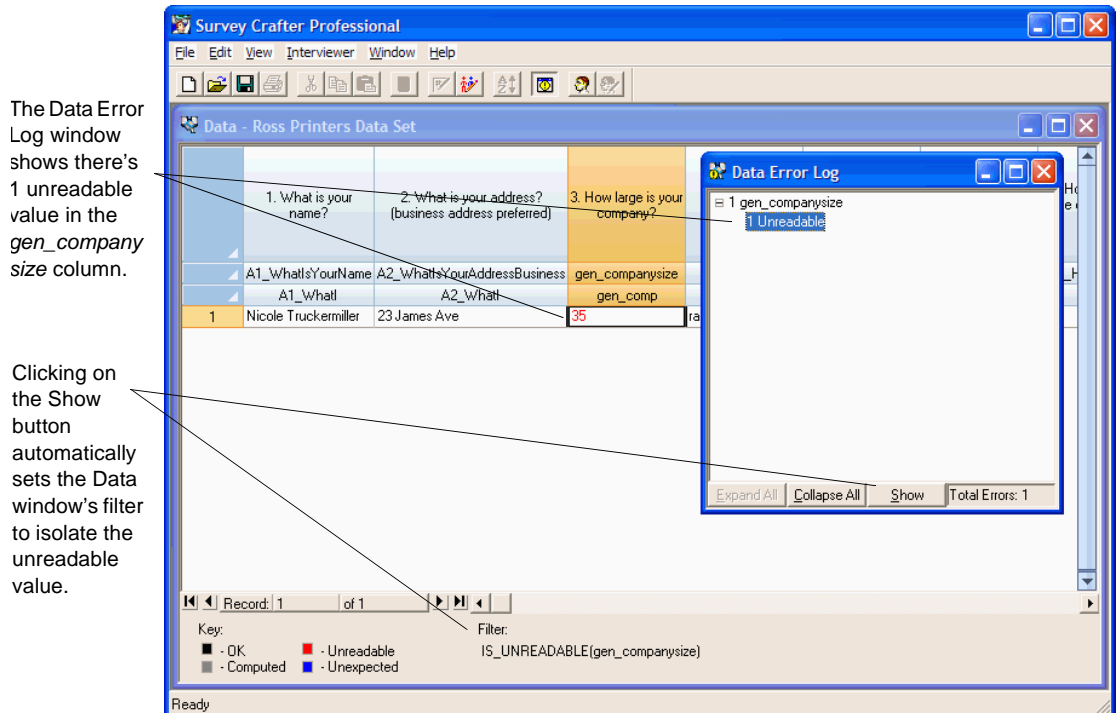 Survey Crafter Professional
File Edit View Interviewer Window Help
The Data Error
Log window
shows there's
1 unreadable
value in the
gen_company
size column.
Clicking on
the Show
button
automatically
sets the Data
window's filter
to isolate the
unreadable
value.
Data - Ross Printers Data Set
1. What is your
name?
2. What is your address?
(business address preferred)
3. How large is your
company?
A1_WhatIsYourName A2_WhatIsYourAddressBusiness gen_companysize
A1_WhatI A2_WhatI gen_comp
1 Nicole Truckermiller 23 James Ave 35
Data Error Log
1 gen_companysize
1 Unreadable
Expand All Collapse All Show Total Errors: 1
Record: 1 of 1
Key:
- OK - Unreadable
- Computed - Unexpected
Filter:
IS_UNREADABLE(gen_companysize)
Ready